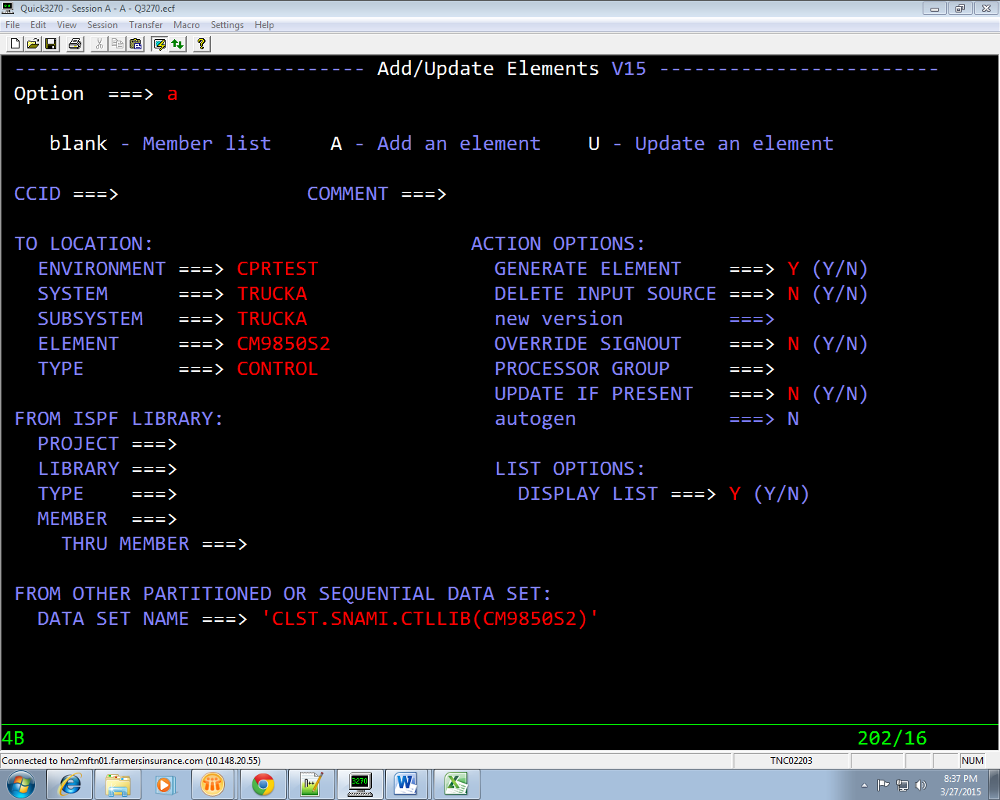 Quick3270 - Session A - A - Q3270.ecf
File Edit View Session Transfer Macro Settings Help
------------------------------ Add/Update Elements V15 ------------------------
Option ===> a
blank - Member list A - Add an element U - Update an element
CCID ===> COMMENT ===>
TO LOCATION: ACTION OPTIONS:
ENVIRONMENT ===> CPRTEST GENERATE ELEMENT ===> Y (Y/N)
SYSTEM ===> TRUCKA DELETE INPUT SOURCE ===> N (Y/N)
SUBSYSTEM ===> TRUCKA new version ===>
ELEMENT ===> CM9850S2 OVERRIDE SIGNOUT ===> N (Y/N)
TYPE ===> CONTROL PROCESSOR GROUP ===>
UPDATE IF PRESENT ===> N (Y/N)
FROM ISPF LIBRARY: autogen ===> N
PROJECT ===>
LIBRARY ===> LIST OPTIONS:
TYPE ===> DISPLAY LIST ===> Y (Y/N)
MEMBER ===>
THRU MEMBER ===>
FROM OTHER PARTITIONED OR SEQUENTIAL DATA SET:
DATA SET NAME ===> 'CLST.SNAMI.CTLLIB(CM9850S2)'
4B 202/16
Connected to hm2mftn01.farmersinsurance.com (10.148.20.55) TNC02203 NUM
3270
8:37 PM
3/27/2015